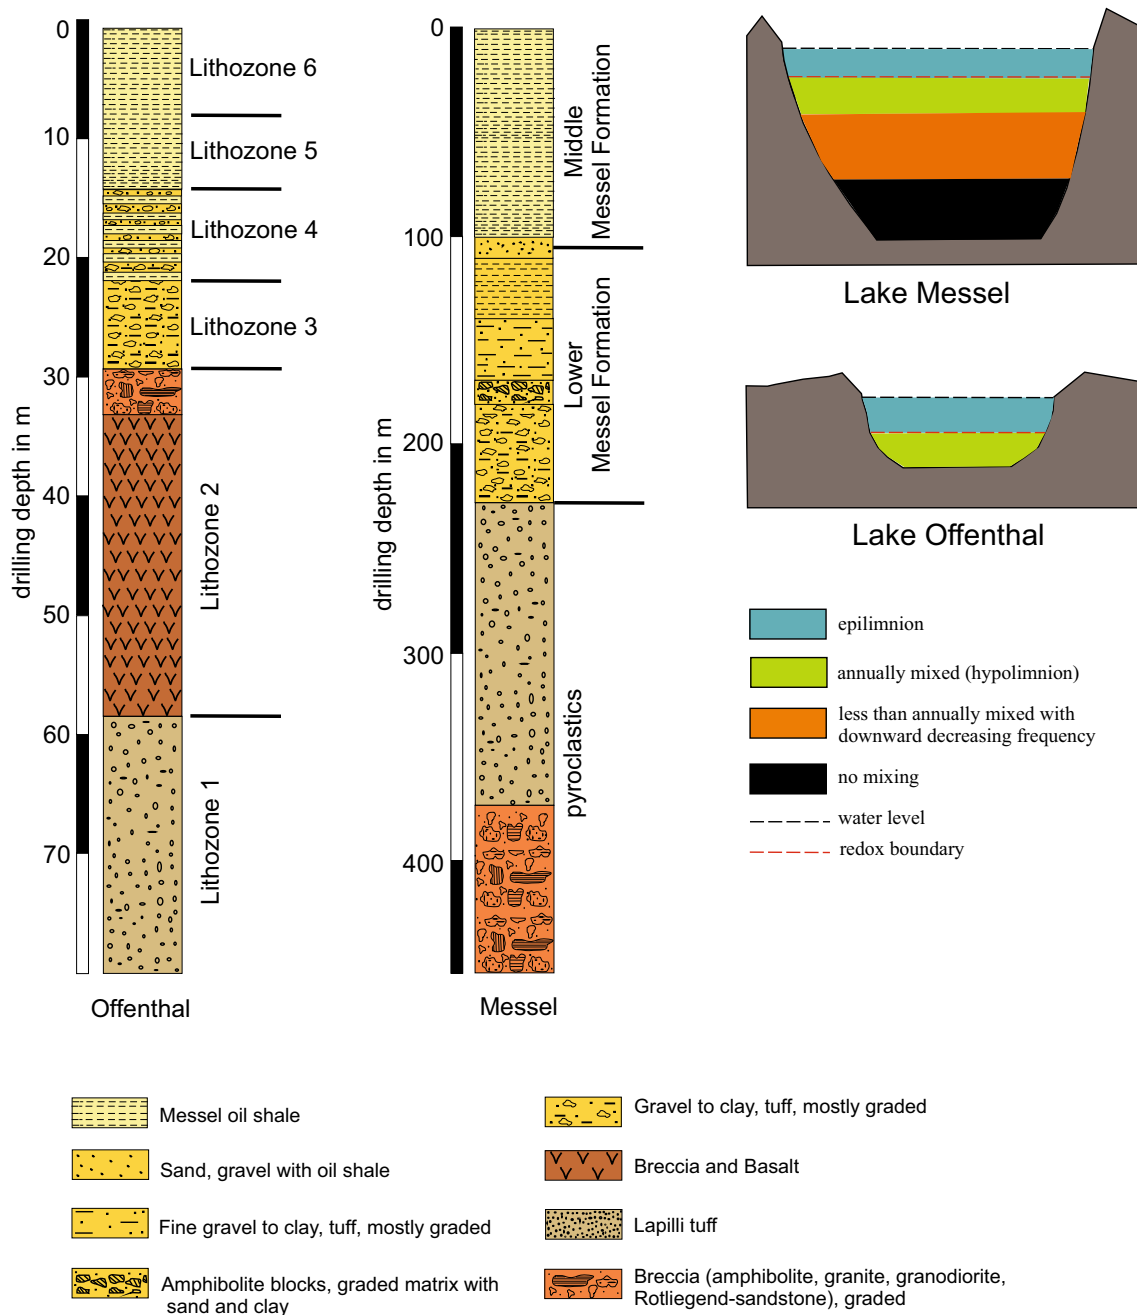 0
10
20
30
40
50
60
70
drilling depth in m
Lithozone 6
Lithozone 5
Lithozone 4
Lithozone 3
Lithozone 2
Lithozone 1
Offenthal
0
100
200
300
400
drilling depth in m
Middle
Messel Formation
Lower
Messel Formation
pyroclastics
Messel
Lake Messel
Lake Offenthal
epilimnion
annually mixed (hypolimnion)
less than annually mixed with
downward decreasing frequency
no mixing
water level
redox boundary
Messel oil shale
Sand, gravel with oil shale
Fine gravel to clay, tuff, mostly graded
Amphibolite blocks, graded matrix with
sand and clay
Gravel to clay, tuff, mostly graded
Breccia and Basalt
Lapilli tuff
Breccia (amphibolite, granite, granodiorite,
Rotliegend-sandstone), graded